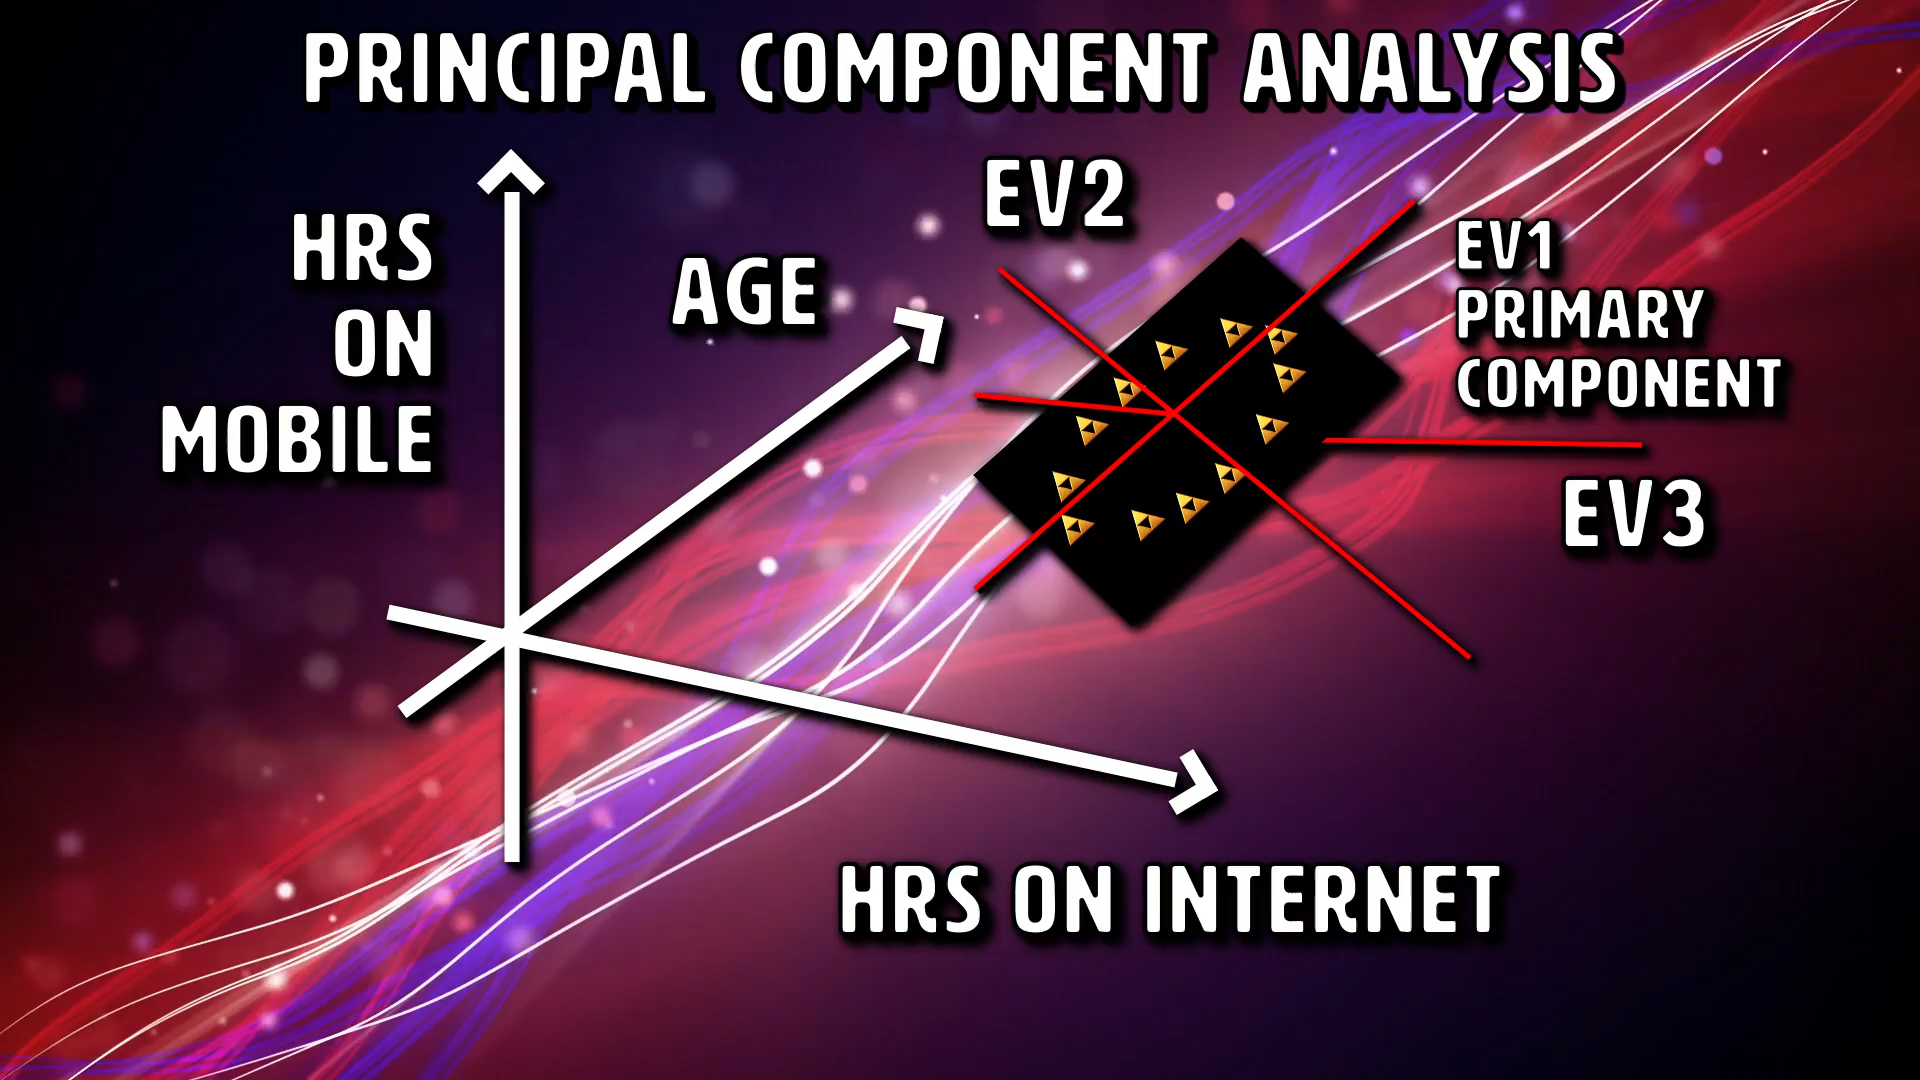 PRINCIPAL COMPONENT ANALYSIS
HRS
ON
MOBILE
AGE
EV2
EV1
PRIMARY
COMPONENT
EV3
HRS ON INTERNET